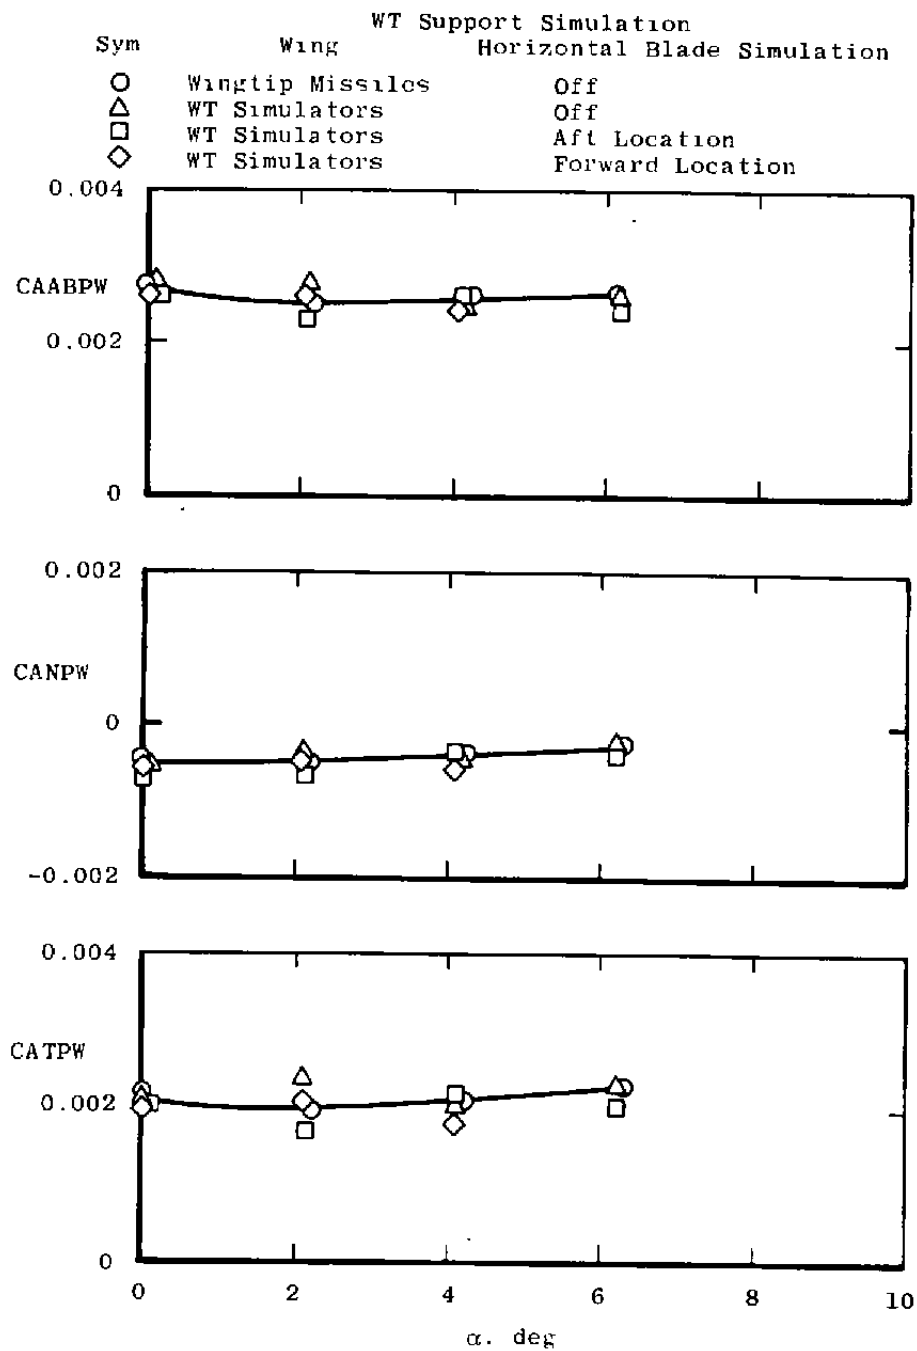 WT Support Simulation
Sym Wing Horizontal Blade Simulation
Wingtip Missiles Off
WT Simulators Off
WT Simulators Aft Location
WT Simulators Forward Location
0.004
CAABPW
0.002
0
0.002
CANPW
0
-0.002
0.004
CATPW
0.002
0
0 2 4 6 8 10
α. deg